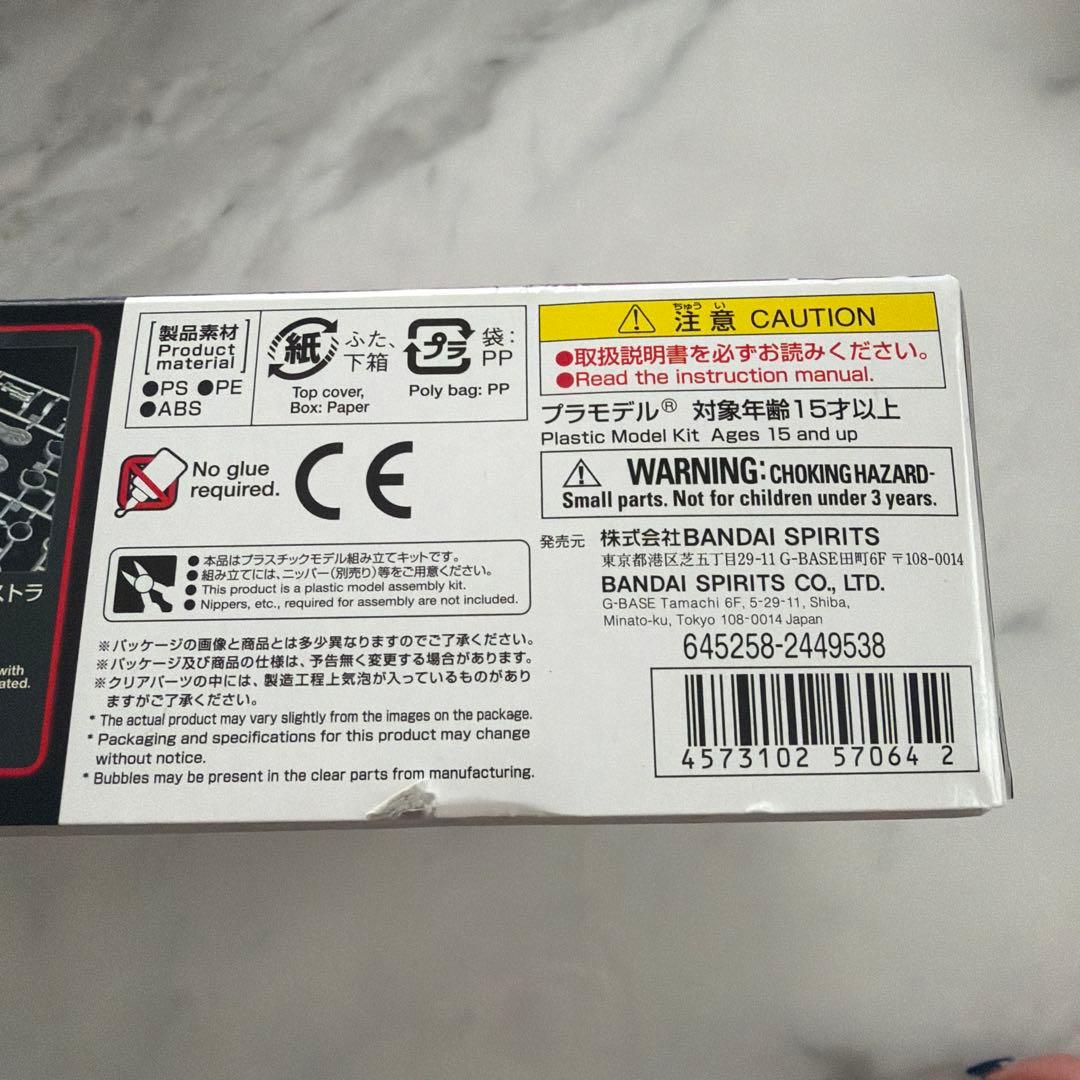 ストラ
with
ated.
製品素材
Product
material
●PS ●PE
●ABS
紙
ふた、
下箱
Top cover,
Box: Paper
プラ
袋:
PP
Poly bag: PP
No glue
required.
CE
●本品はプラスチックモデル組み立てキットです。
●組み立てには、ニッパー(別売り)等をご用意ください。
●This product is a plastic model assembly kit.
●Nippers, etc., required for assembly are not included.
※パッケージの画像と商品とは多少異なりますのでご了承ください。
※パッケージ及び商品の仕様は、予告無く変更する場合があります。
※クリアパーツの中には、製造工程上気泡が入っているものがあり
ますがご了承ください。
* The actual product may vary slightly from the images on the package.
* Packaging and specifications for this product may change
without notice.
* Bubbles may be present in the clear parts from manufacturing.
ちゅう い
注意 CAUTION
●取扱説明書を必ずお読みください。
●Read the instruction manual.
プラモデル® 対象年齢15才以上
Plastic Model Kit Ages 15 and up
WARNING: CHOKING HAZARD-
Small parts. Not for children under 3 years.
発売元 株式会社BANDAI SPIRITS
東京都港区芝五丁目29-11 G-BASE田町6F 〒108-0014
BANDAI SPIRITS CO., LTD.
G-BASE Tamachi 6F, 5-29-11, Shiba,
Minato-ku, Tokyo 108-0014 Japan
645258-2449538
4573102 57064 2